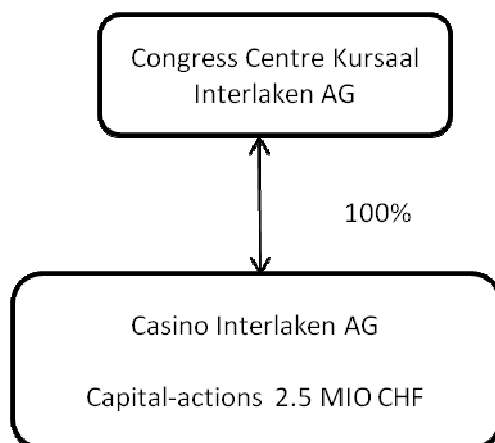 Congress Centre Kursaal
Interlaken AG
100%
Casino Interlaken AG
Capital-actions 2.5 MIO CHF